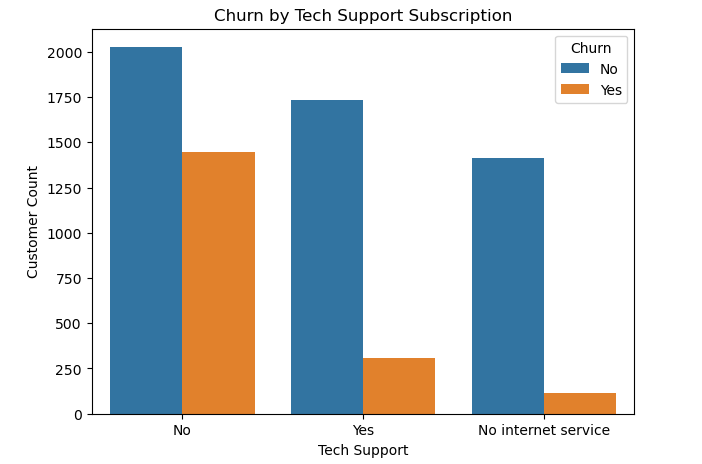 Churn by Tech Support Subscription
Churn
No
Yes
2000
1750
1500
1250
1000
750
500
250
0
Customer Count
No
Yes
No internet service
Tech Support